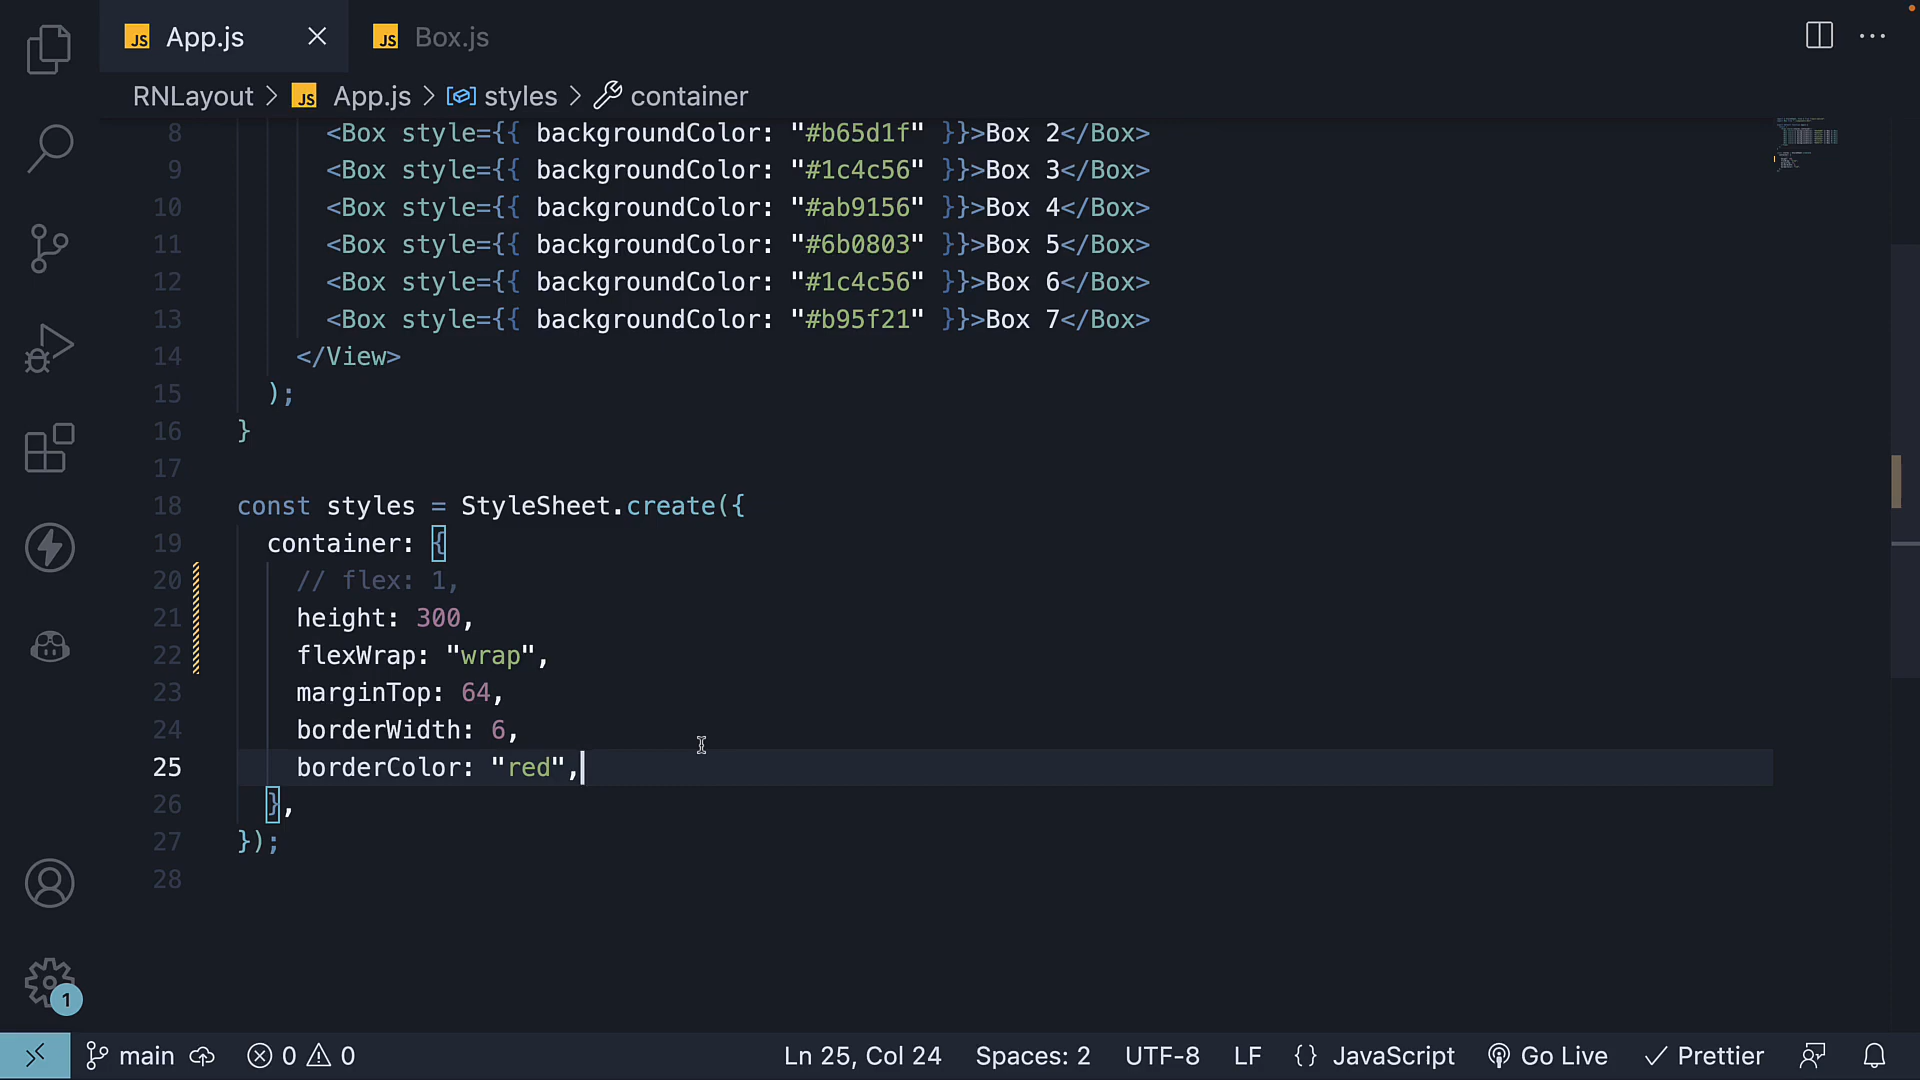 JS App.js
JS Box.js
RNLayout > JS App.js > styles > container
8 <Box style={{ backgroundColor: "#b65d1f" }}>Box 2</Box>
9 <Box style={{ backgroundColor: "#1c4c56" }}>Box 3</Box>
10 <Box style={{ backgroundColor: "#ab9156" }}>Box 4</Box>
11 <Box style={{ backgroundColor: "#6b0803" }}>Box 5</Box>
12 <Box style={{ backgroundColor: "#1c4c56" }}>Box 6</Box>
13 <Box style={{ backgroundColor: "#b95f21" }}>Box 7</Box>
14 </View>
15 );
16 }
17
18 const styles = StyleSheet.create({
19 container: {
20 // flex: 1,
21 height: 300,
22 flexWrap: "wrap",
23 marginTop: 64,
24 borderWidth: 6,
25 borderColor: "red",
26 },
27 });
28
1
main 0 0 Ln 25, Col 24 Spaces: 2 UTF-8 LF {} JavaScript Go Live Prettier